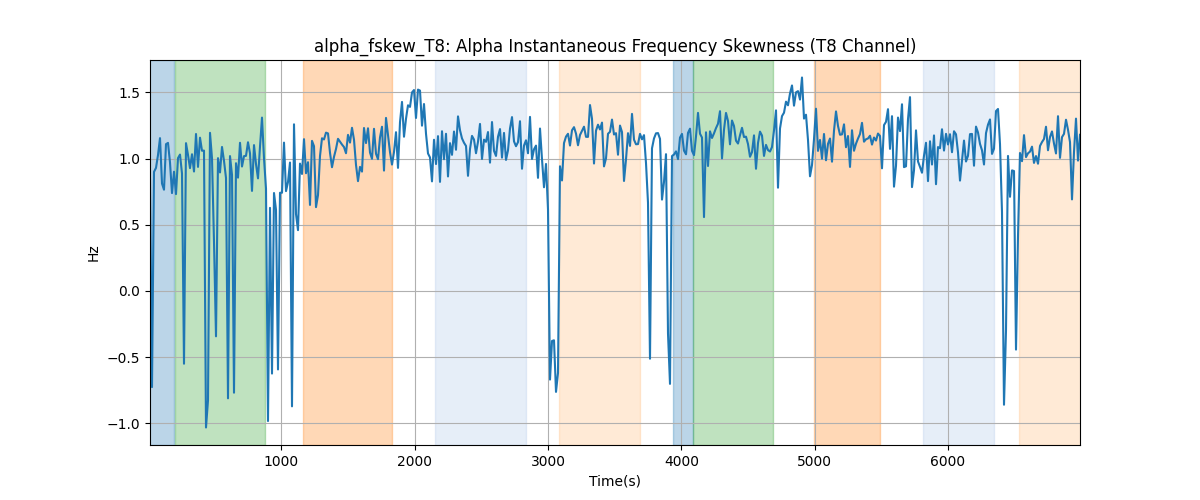 alpha_fskew_T8: Alpha Instantaneous Frequency Skewness (T8 Channel)
1.5
1.0
0.5
0.0
−0.5
−1.0
Hz
1000 2000 3000 4000 5000 6000
Time(s)